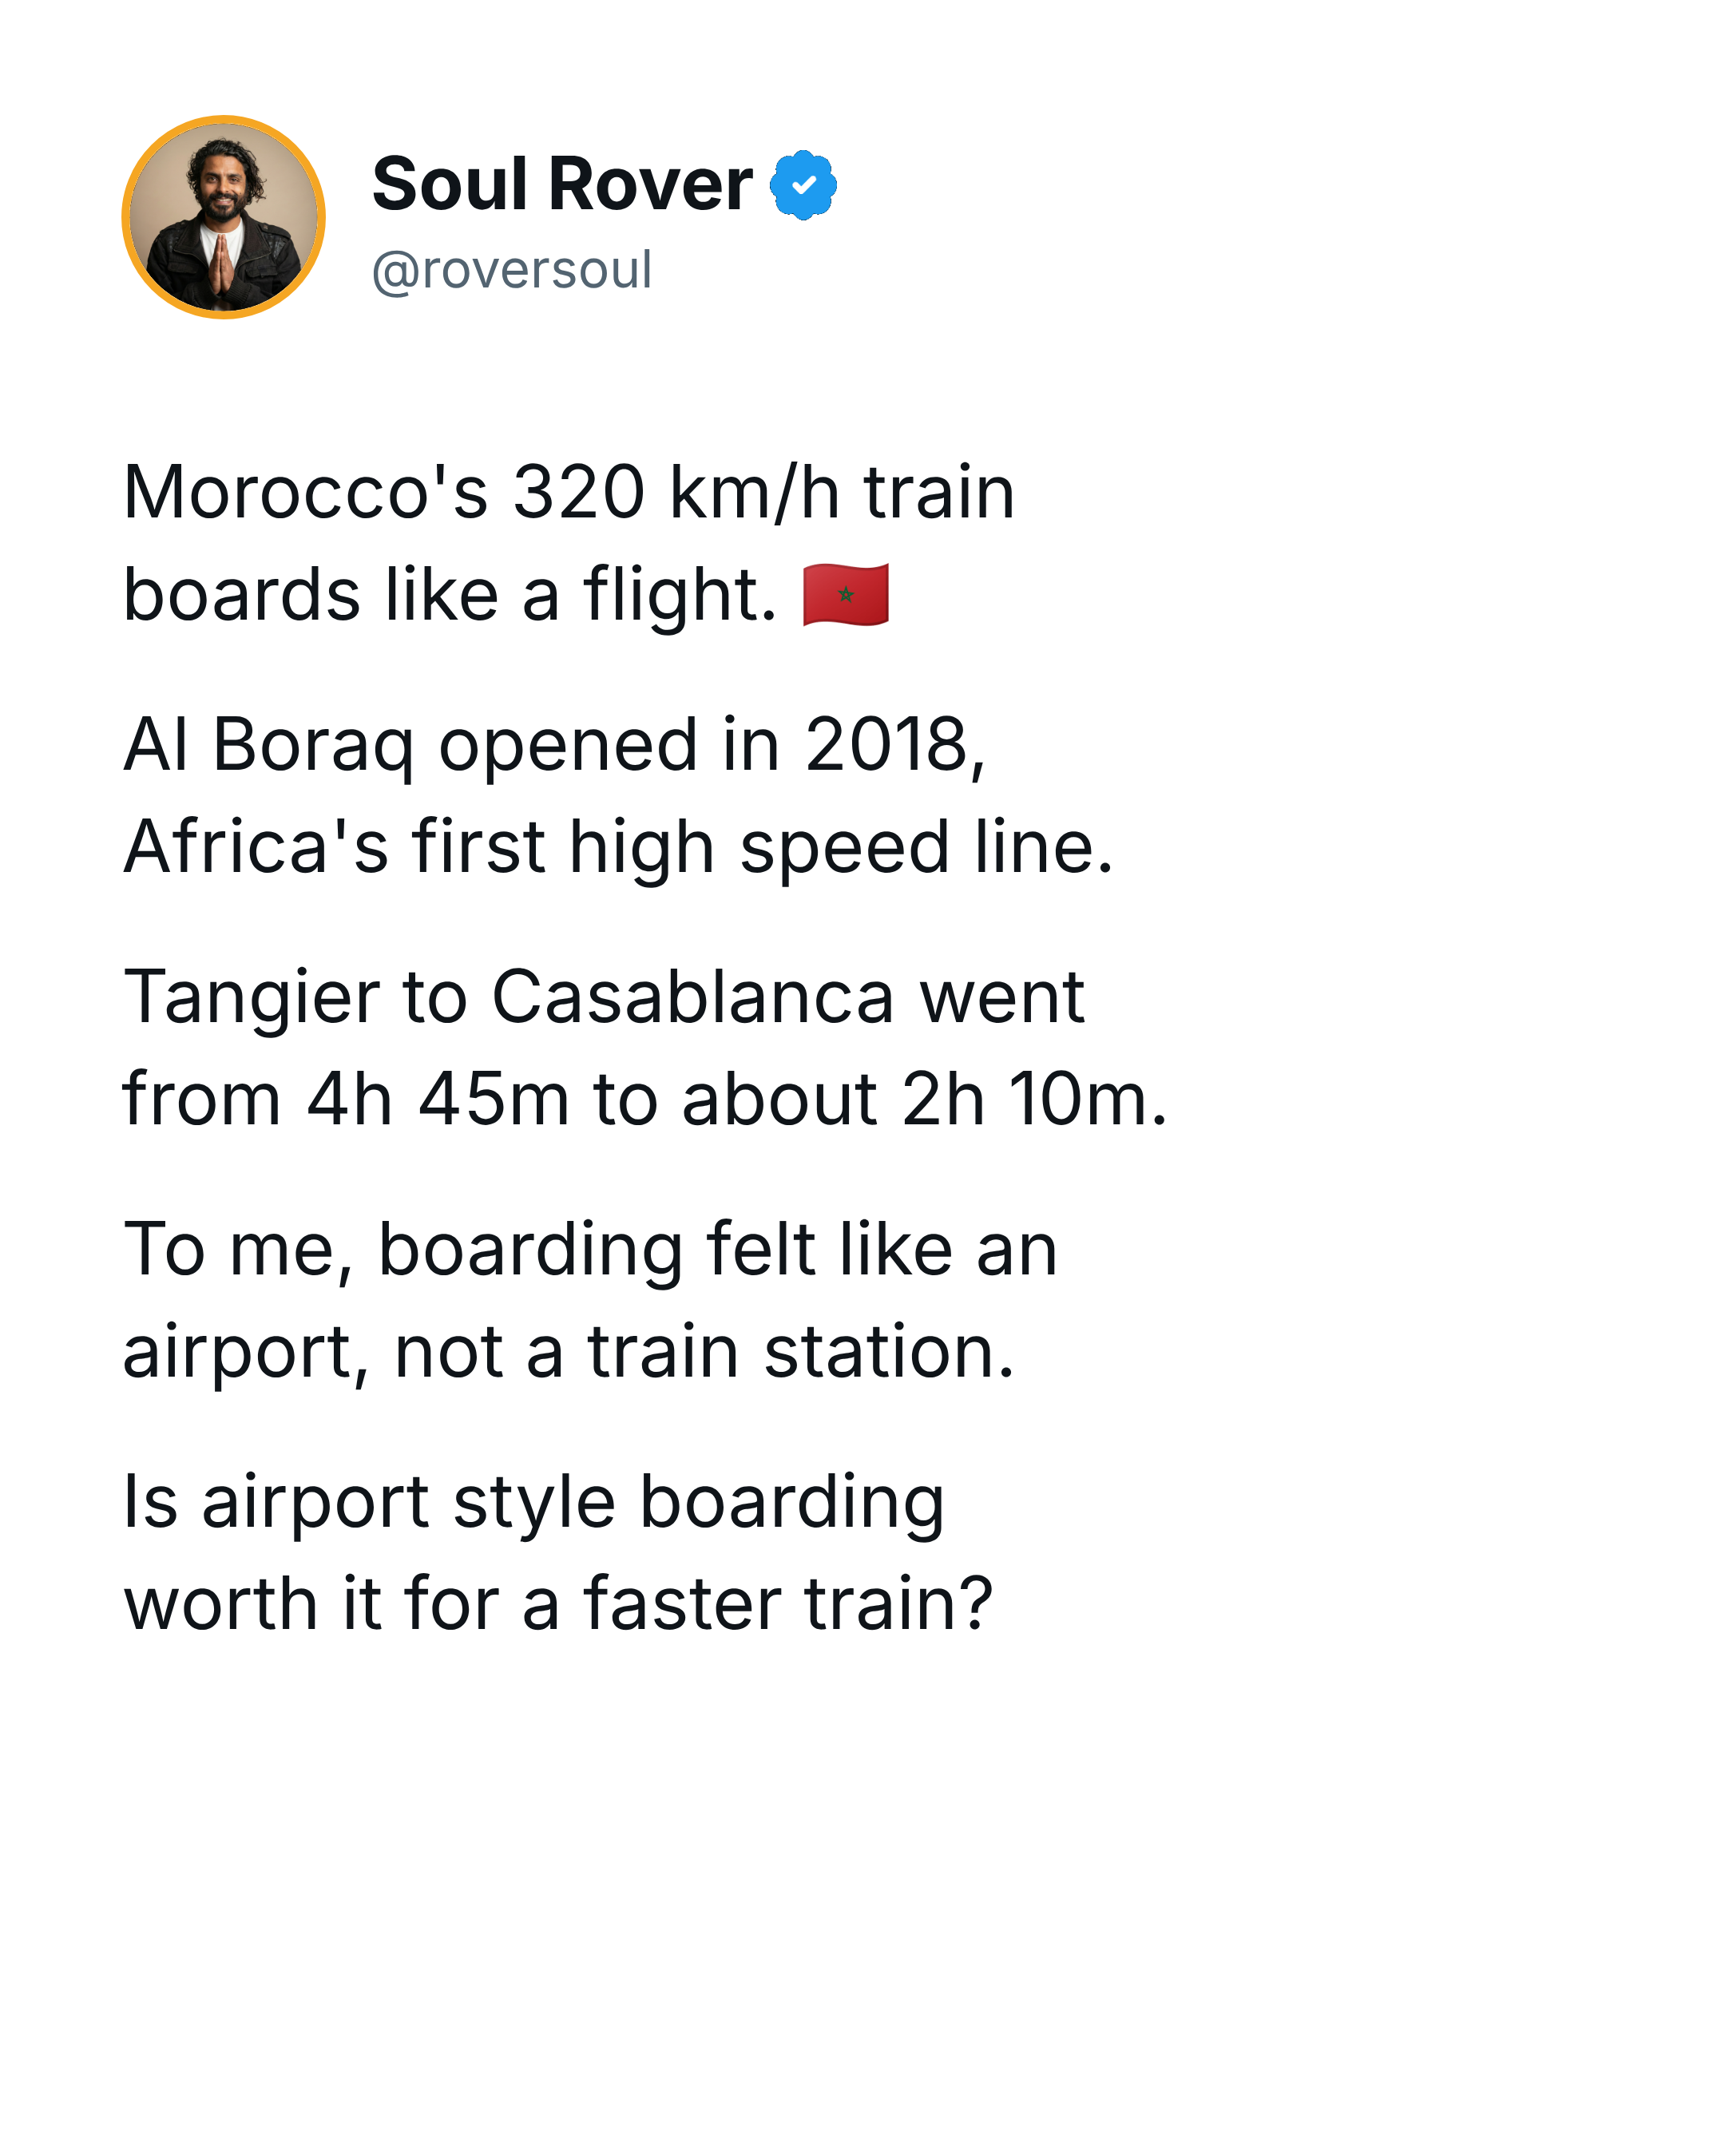 Soul Rover
@roversoul
Morocco's 320 km/h train
boards like a flight. 🇲🇦
Al Boraq opened in 2018,
Africa's first high speed line.
Tangier to Casablanca went
from 4h 45m to about 2h 10m.
To me, boarding felt like an
airport, not a train station.
Is airport style boarding
worth it for a faster train?